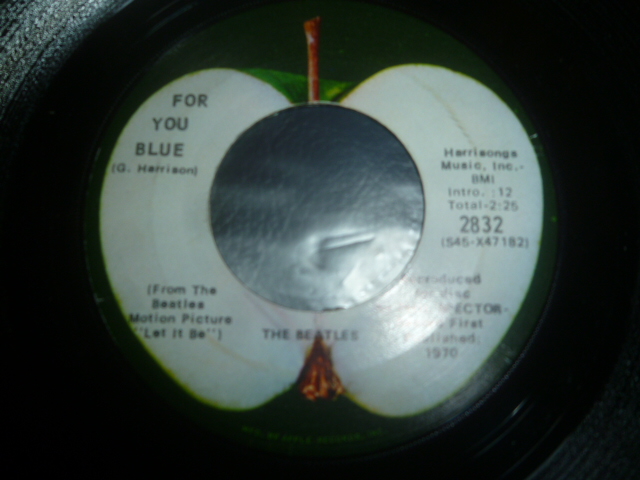 FOR
YOU
BLUE
(G. Harrison)
Harrisongs
Music, Inc.-
BMI
Intro. :12
Total-2:25
2832
(S45-X47182)
(From The
Beatles
Motion Picture
"Let It Be")
THE BEATLES
First
1970